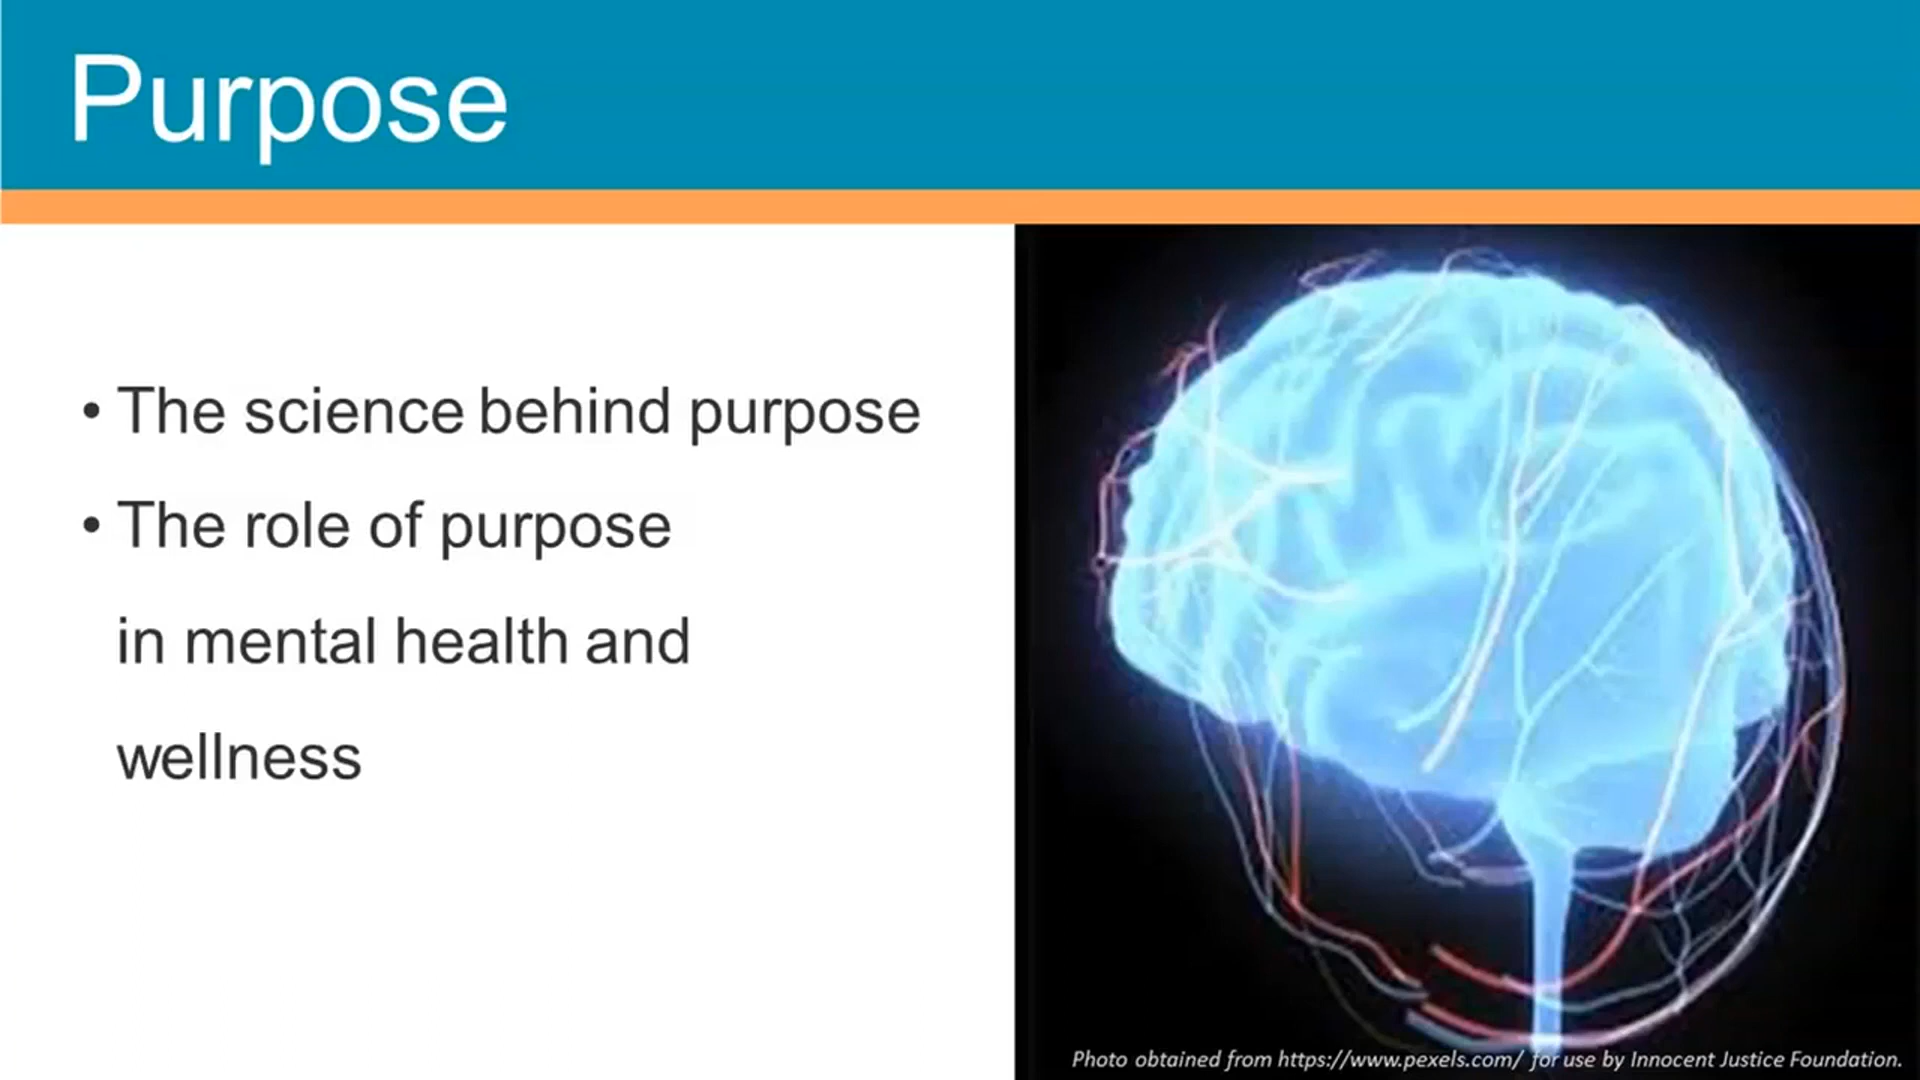 Purpose
• The science behind purpose
• The role of purpose
in mental health and
wellness
Photo obtained from https://www.pexels.com/ for use by Innocent Justice Foundation.